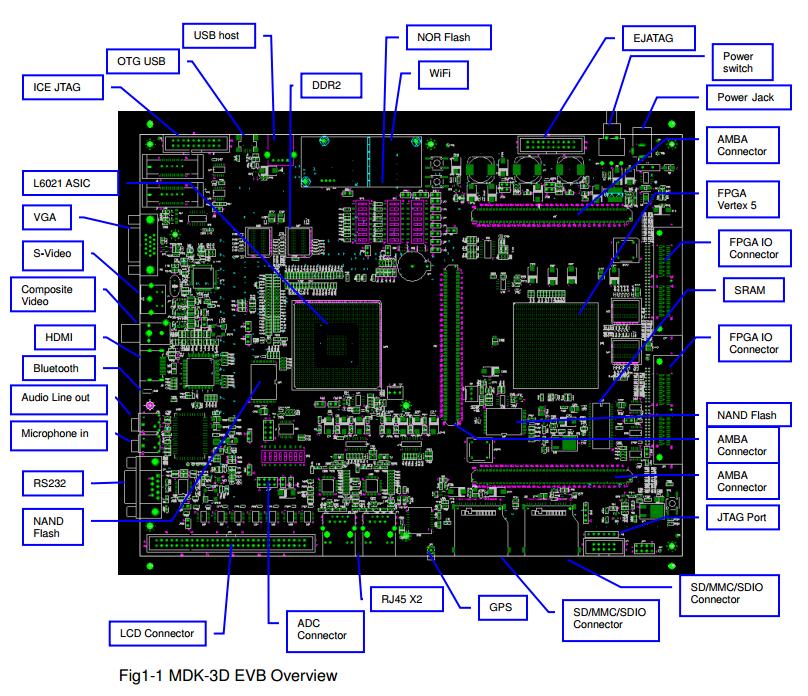 USB host
NOR Flash
EJATAG
OTG USB
WiFi
Power
switch
ICE JTAG
DDR2
Power Jack
AMBA
Connector
L6021 ASIC
FPGA
Vertex 5
VGA
S-Video
FPGA IO
Connector
Composite
Video
SRAM
HDMI
FPGA IO
Connector
Bluetooth
Audio Line out
NAND Flash
Microphone in
AMBA
Connector
RS232
AMBA
Connector
NAND
Flash
JTAG Port
RJ45 X2
GPS
SD/MMC/SDIO
Connector
SD/MMC/SDIO
Connector
LCD Connector
ADC
Connector
Fig1-1 MDK-3D EVB Overview